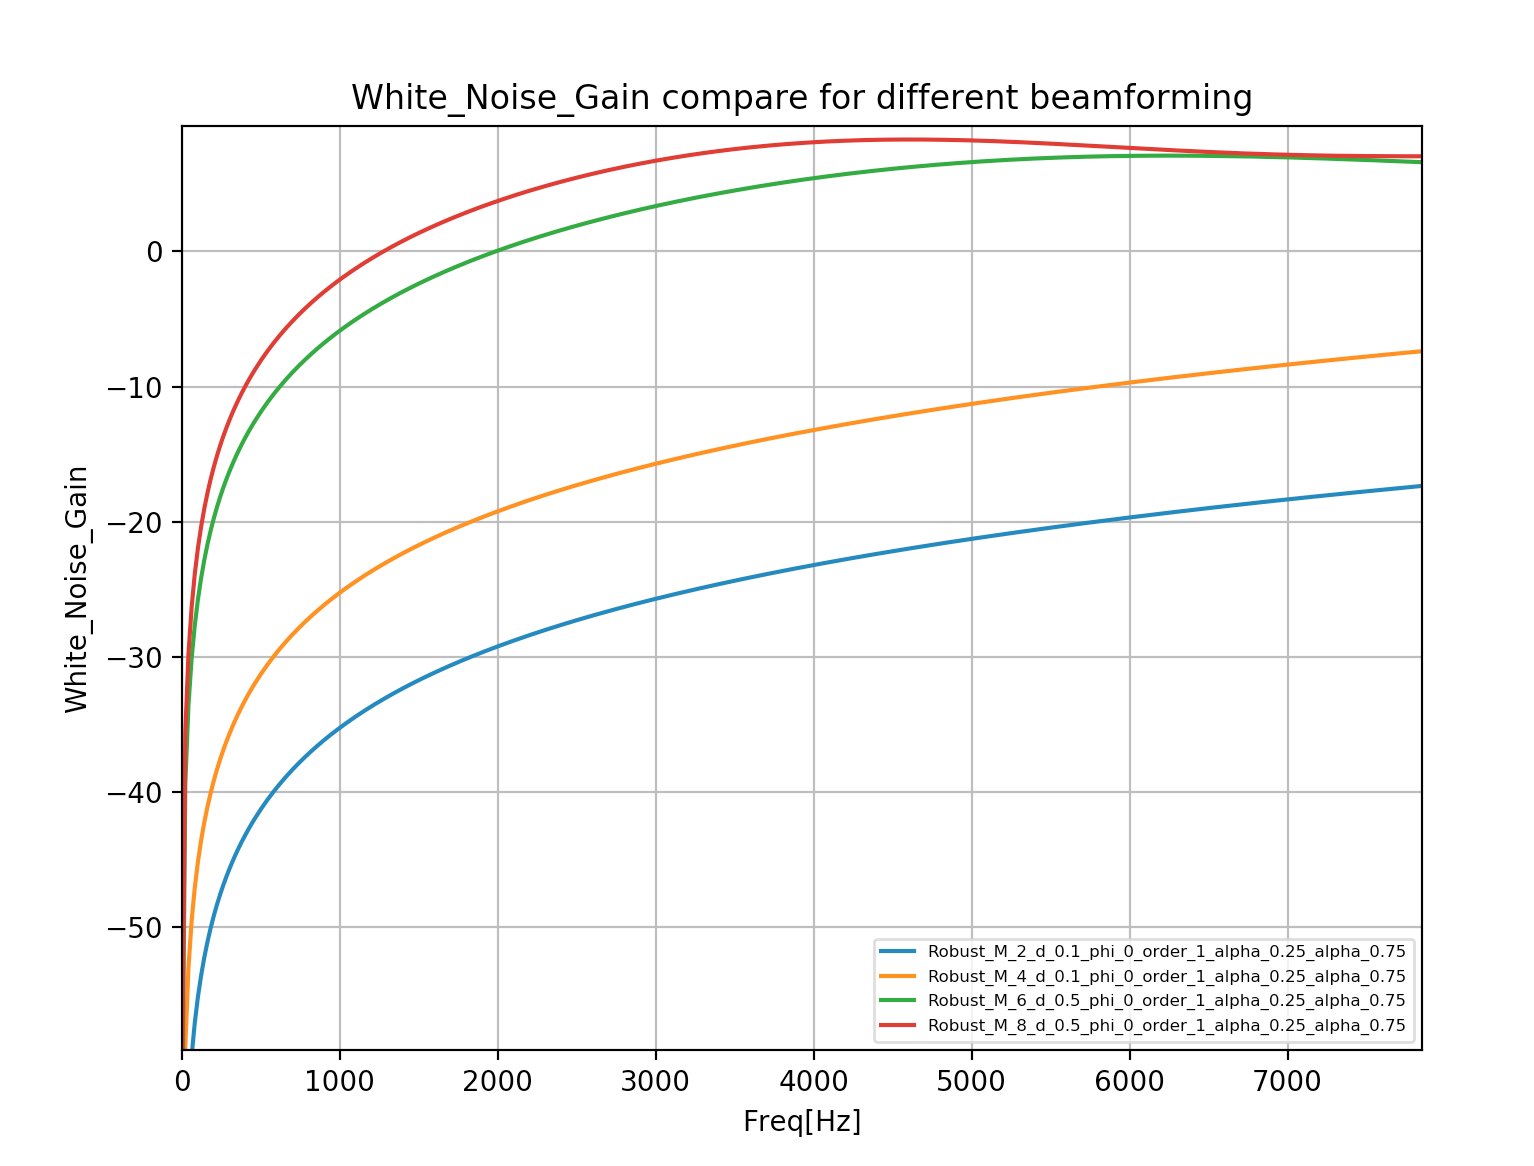 White_Noise_Gain compare for different beamforming
White_Noise_Gain
0
−10
−20
−30
−40
−50
Robust_M_2_d_0.1_phi_0_order_1_alpha_0.25_alpha_0.75
Robust_M_4_d_0.1_phi_0_order_1_alpha_0.25_alpha_0.75
Robust_M_6_d_0.5_phi_0_order_1_alpha_0.25_alpha_0.75
Robust_M_8_d_0.5_phi_0_order_1_alpha_0.25_alpha_0.75
0 1000 2000 3000 4000 5000 6000 7000
Freq[Hz]